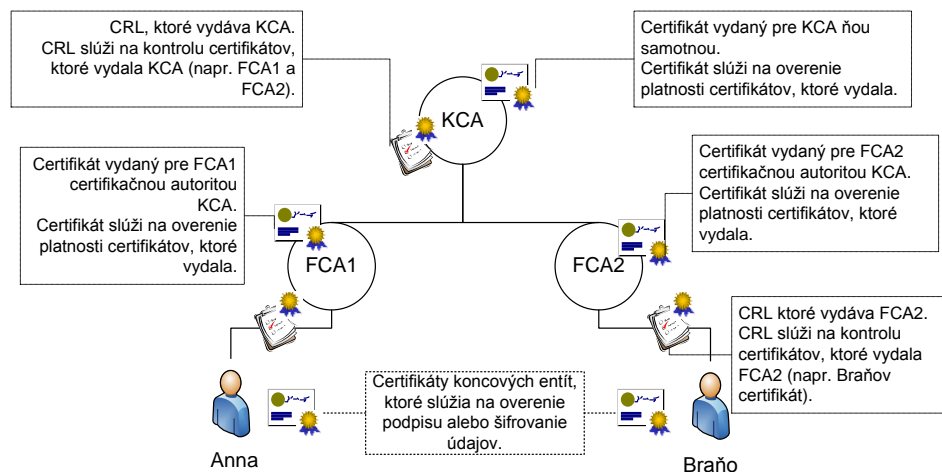 CRL, ktoré vydáva KCA.
CRL slúži na kontrolu certifikátov,
ktoré vydala KCA (napr. FCA1 a
FCA2).
Certifikát vydaný pre KCA ňou
samotnou.
Certifikát slúži na overenie
platnosti certifikátov, ktoré vydala.
KCA
Certifikát vydaný pre FCA1
certifikačnou autoritou
KCA.
Certifikát slúži na overenie
platnosti certifikátov, ktoré
vydala.
Certifikát vydaný pre FCA2
certifikačnou autoritou KCA.
Certifikát slúži na overenie
platnosti certifikátov, ktoré
vydala.
FCA1
FCA2
CRL ktoré vydáva FCA2.
CRL slúži na kontrolu
certifikátov, ktoré vydala
FCA2 (napr. Braňov
certifikát).
Certifikáty koncových entít,
ktoré slúžia na overenie
podpisu alebo šifrovanie
údajov.
Anna
Braňo